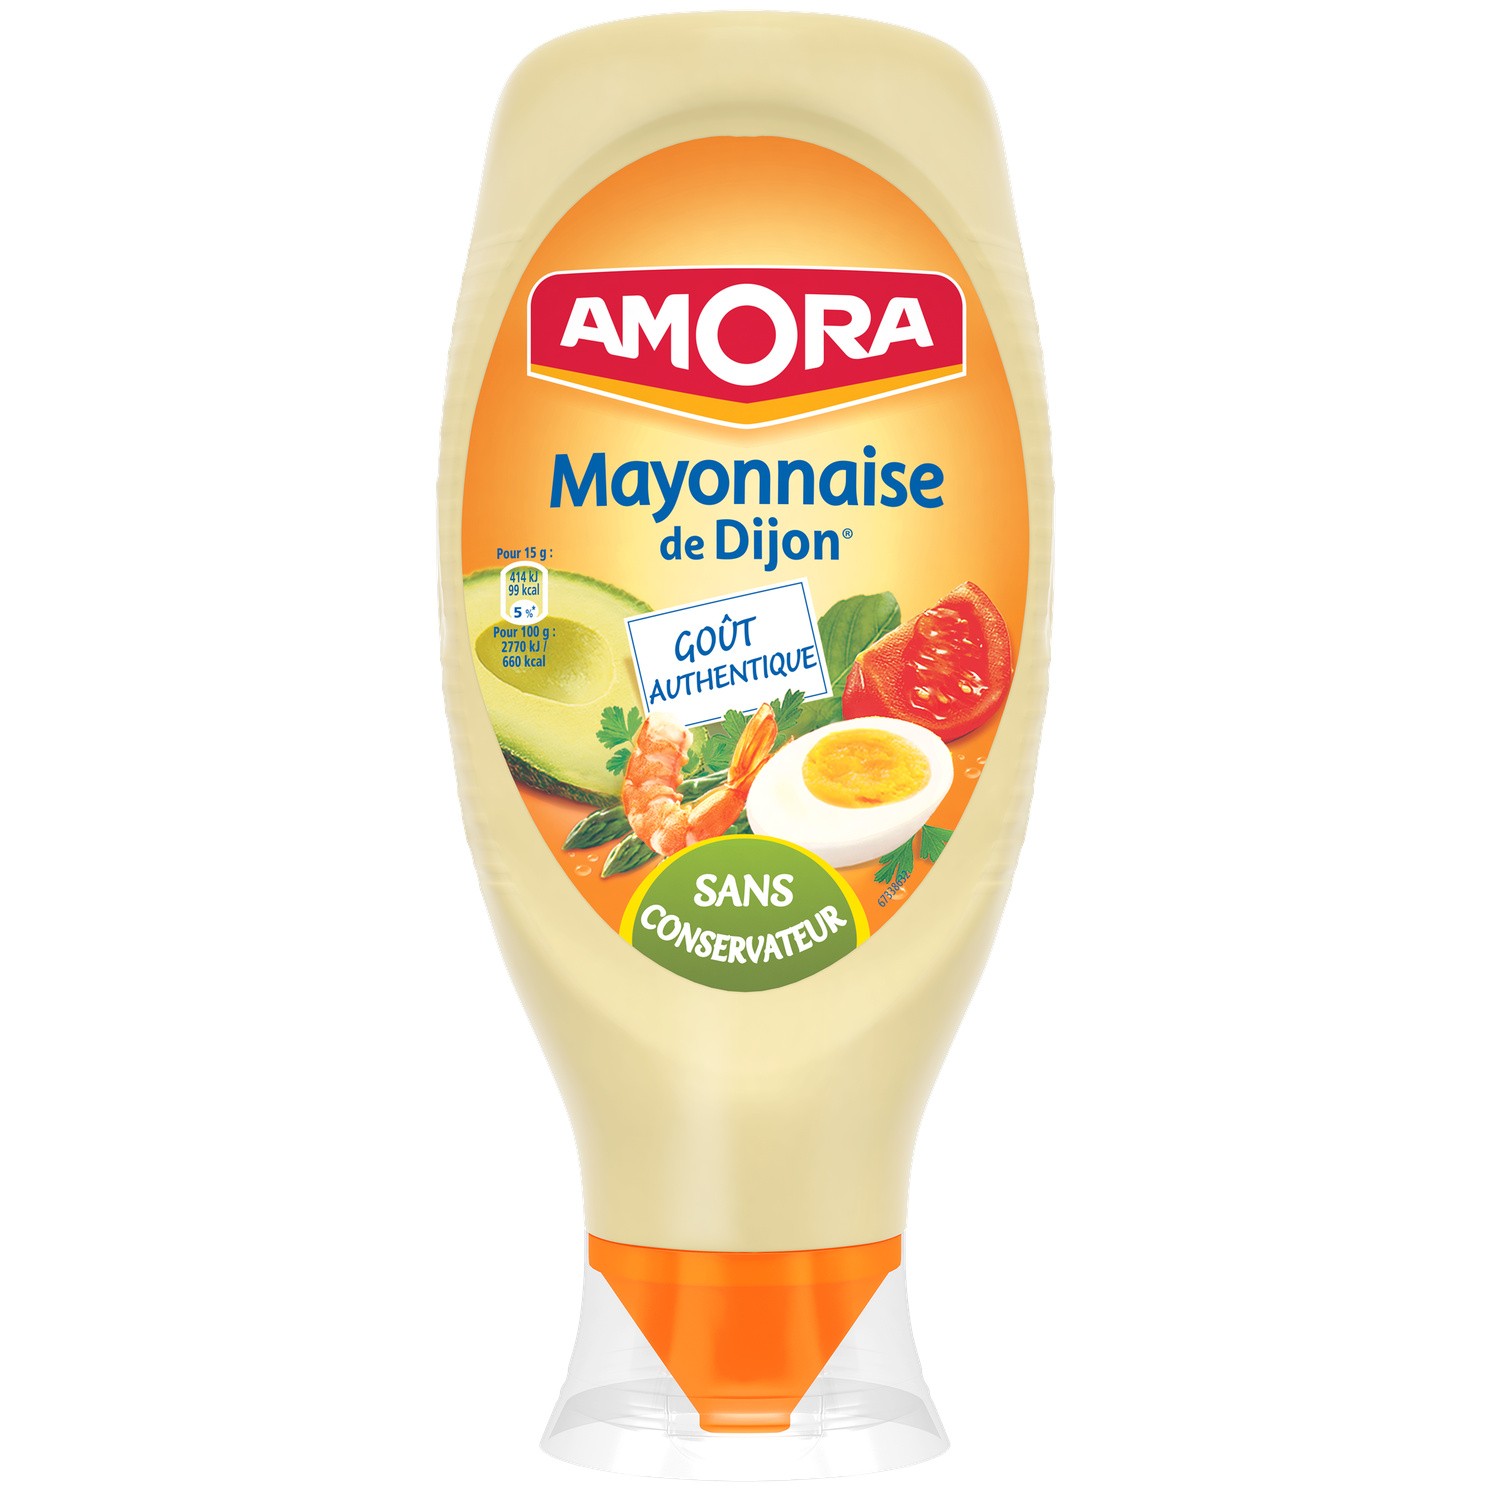 AMORA
Mayonnaise
de Dijon®
Pour 15 g :
414 kJ
99 kcal
5 %*
Pour 100 g :
2770 kJ /
660 kcal
GOÛT
AUTHENTIQUE
SANS
CONSERVATEUR
67338632